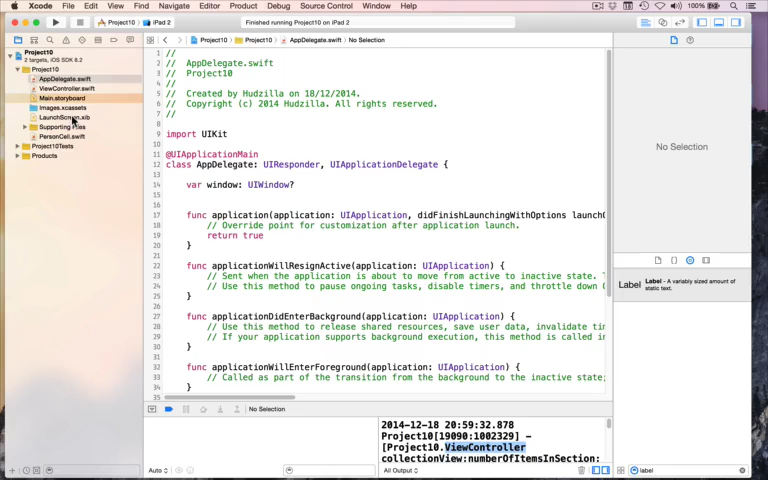 Xcode File Edit View Find Navigate Editor Product Debug Source Control Window Help 100%
Project10 iPad 2 Finished running Project10 on iPad 2
Project10 Project10 AppDelegate.swift No Selection
Project10
2 targets, iOS SDK 8.2
Project10
AppDelegate.swift
ViewController.swift
Main.storyboard
Images.xcassets
LaunchScreen.xib
Supporting Files
PersonCell.swift
Project10Tests
Products
1 //
2 // AppDelegate.swift
3 // Project10
4 //
5 // Created by Hudzilla on 18/12/2014.
6 // Copyright (c) 2014 Hudzilla. All rights reserved.
7 //
8
9 import UIKit
10
11 @UIApplicationMain
12 class AppDelegate: UIResponder, UIApplicationDelegate {
13
14 var window: UIWindow?
15
16
17 func application(application: UIApplication, didFinishLaunchingWithOptions launchO
18 // Override point for customization after application launch.
19 return true
20 }
21
22 func applicationWillResignActive(application: UIApplication) {
23 // Sent when the application is about to move from active to inactive state. T
24 // Use this method to pause ongoing tasks, disable timers, and throttle down O
25 }
26
27 func applicationDidEnterBackground(application: UIApplication) {
28 // Use this method to release shared resources, save user data, invalidate tim
29 // If your application supports background execution, this method is called in
30 }
31
32 func applicationWillEnterForeground(application: UIApplication) {
33 // Called as part of the transition from the background to the inactive state;
34 }
35
No Selection
2014-12-18 20:59:32.878
Project10[19090:1002329] -
[Project10.ViewController
collectionView:numberOfItemsInSection:
Auto
All Output
No Selection
Label
Label - A variably sized amount of
static text.
label